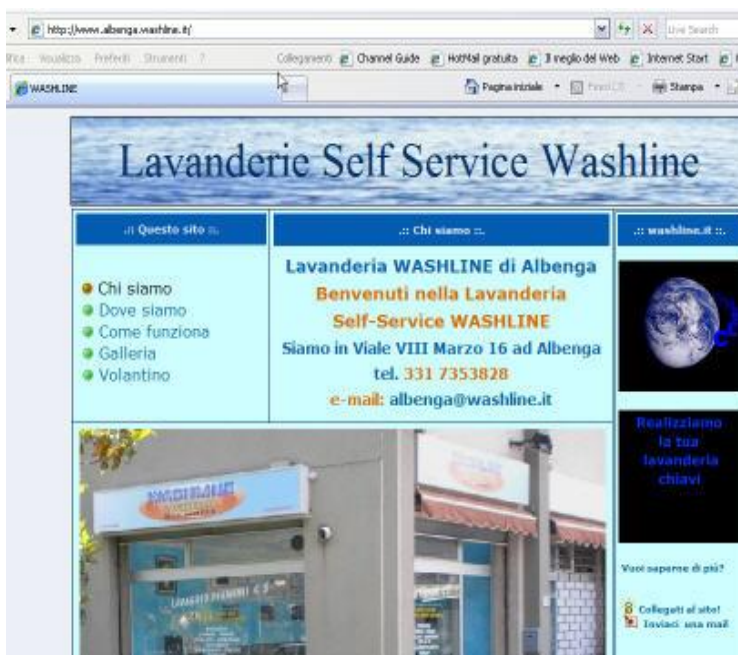 http://www.albenga.washline.it/
Live Search
Visualizza Preferiti Strumenti ?
Collegamenti Channel Guide HotMail gratuita Il meglio del Web Internet Start
WASHLINE
Pagina iniziale
Stampa
Lavanderie Self Service Washline
.:: Questo sito ::.
Chi siamo
Dove siamo
Come funziona
Galleria
Volantino
.:: Chi siamo ::.
Lavanderia WASHLINE di Albenga
Benvenuti nella Lavanderia
Self-Service WASHLINE
Siamo in Viale VIII Marzo 16 ad Albenga
tel. 331 7353828
e-mail: albenga@washline.it
.:: washline.it ::.
Realizziamo
la tua
lavanderia
chiavi
Vuoi saperne di più?
Collegati al sito!
Inviaci una mail